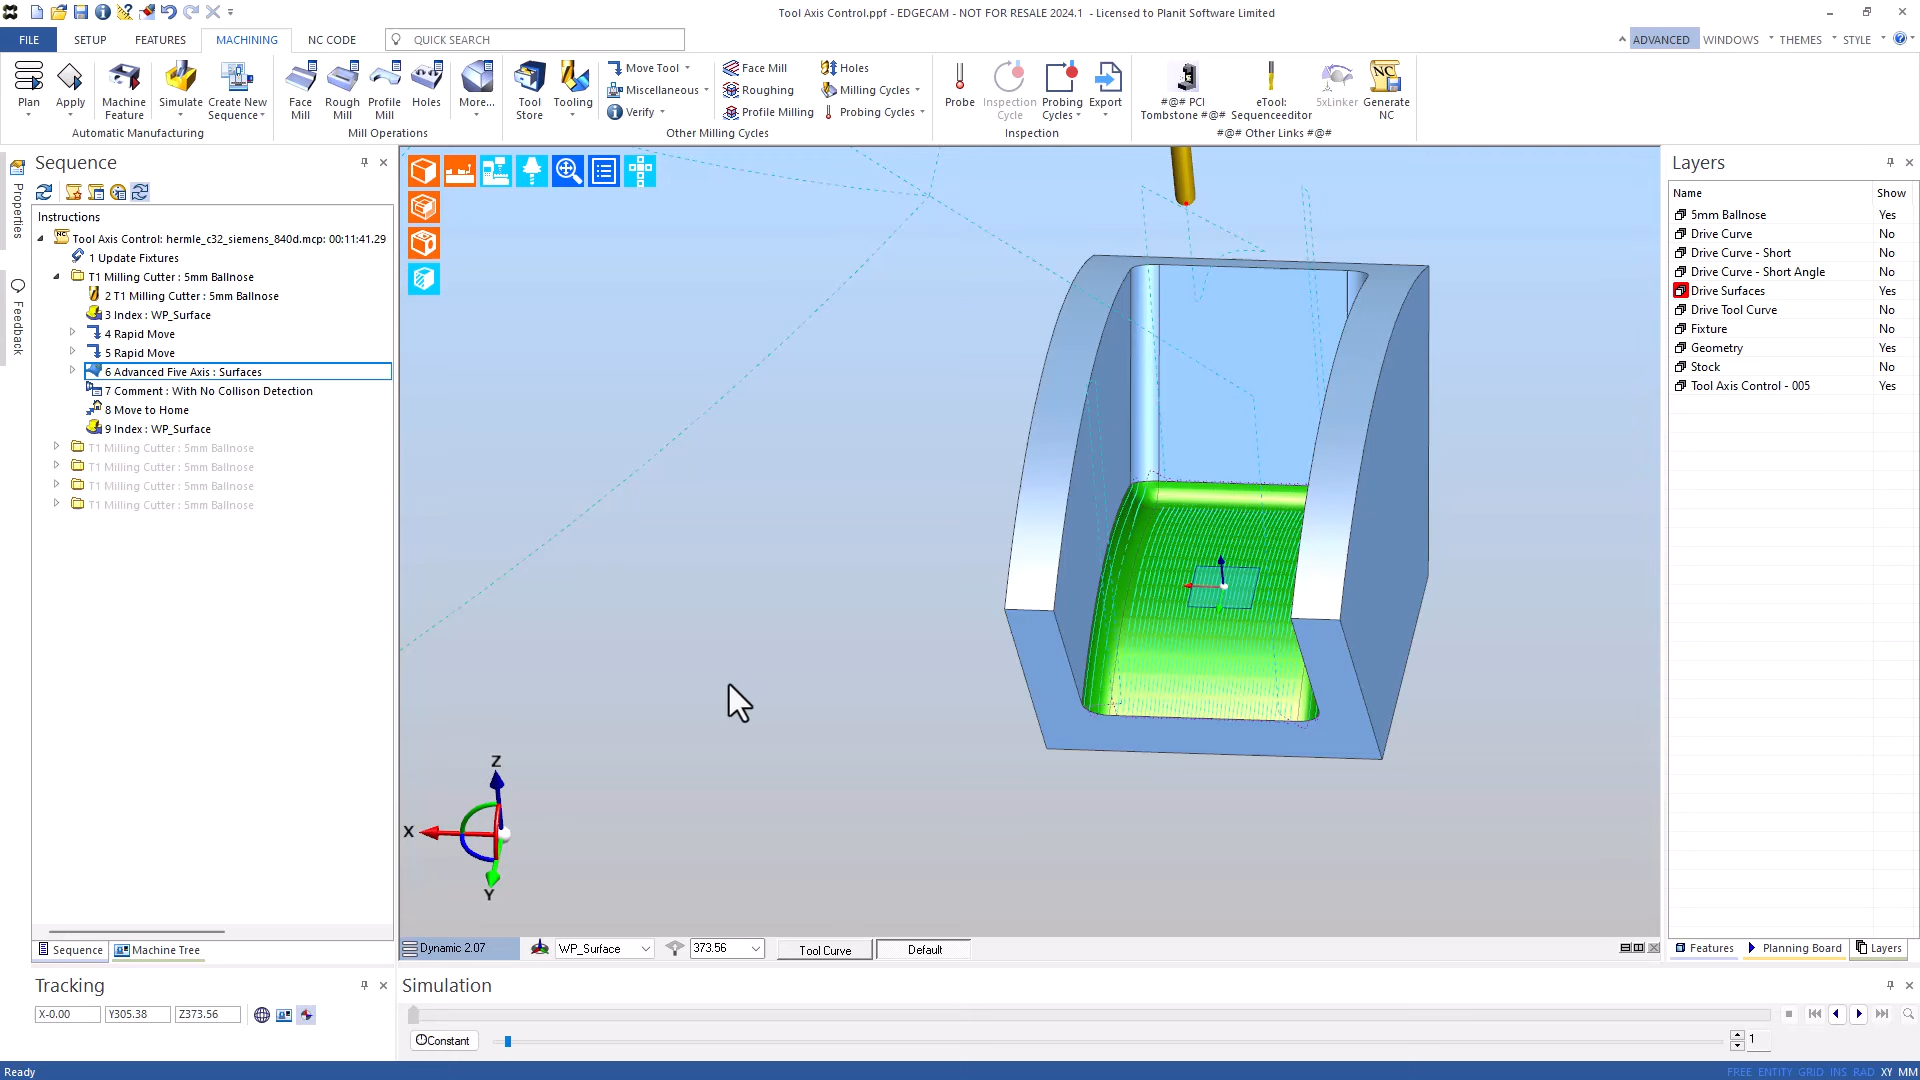 Tool Axis Control.ppf - EDGECAM - NOT FOR RESALE 2024.1 - Licensed to Planit Software Limited
FILE SETUP FEATURES MACHINING NC CODE QUICK SEARCH ADVANCED WINDOWS THEMES STYLE
Plan
Apply
Machine
Feature
Simulate
Create New
Sequence
Automatic Manufacturing
Face
Mill
Rough
Mill
Profile
Mill
Holes
More...
Mill Operations
Tool
Store
Tooling
Move Tool
Miscellaneous
Verify
Face Mill
Roughing
Profile Milling
Holes
Milling Cycles
Probing Cycles
Other Milling Cycles
Probe
Inspection
Cycle
Probing
Cycles
Export
Inspection
#@# PCI
Tombstone #@#
eTool:
Sequenceeditor
5xLinker
Generate
NC
#@# Other Links #@#
Properties
Feedback
Sequence
Instructions
Tool Axis Control: hermle_c32_siemens_840d.mcp: 00:11:41.29
1 Update Fixtures
T1 Milling Cutter : 5mm Ballnose
2 T1 Milling Cutter : 5mm Ballnose
3 Index : WP_Surface
4 Rapid Move
5 Rapid Move
6 Advanced Five Axis : Surfaces
7 Comment : With No Collison Detection
8 Move to Home
9 Index : WP_Surface
T1 Milling Cutter : 5mm Ballnose
T1 Milling Cutter : 5mm Ballnose
T1 Milling Cutter : 5mm Ballnose
T1 Milling Cutter : 5mm Ballnose
Sequence Machine Tree
Z
X
Y
Dynamic 2.07 WP_Surface 373.56 Tool Curve Default
Layers
Name Show
5mm Ballnose Yes
Drive Curve No
Drive Curve - Short No
Drive Curve - Short Angle No
Drive Surfaces Yes
Drive Tool Curve No
Fixture No
Geometry Yes
Stock No
Tool Axis Control - 005 Yes
Features Planning Board Layers
Tracking
X-0.00 Y305.38 Z373.56
Simulation
Constant 1
Ready FREE ENTITY GRID INS RAD XY MM